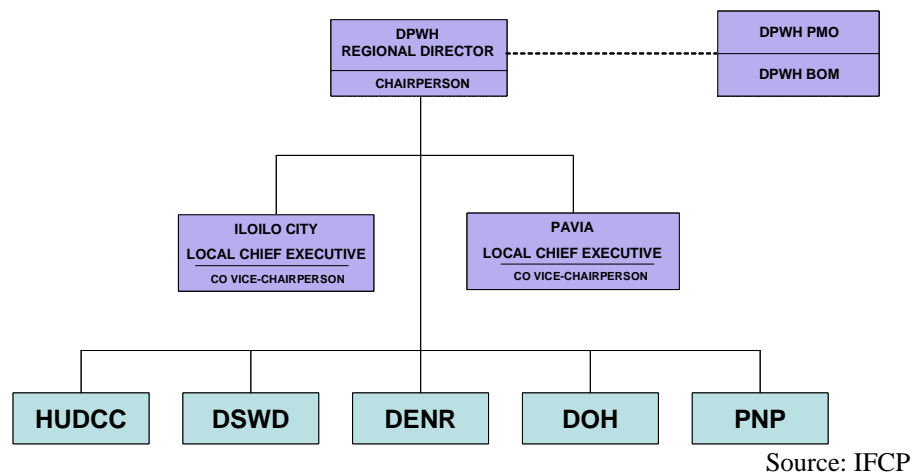 DPWH
REGIONAL DIRECTOR
CHAIRPERSON
DPWH PMO
DPWH BOM
ILOILO CITY
LOCAL CHIEF EXECUTIVE
CO VICE-CHAIRPERSON
PAVIA
LOCAL CHIEF EXECUTIVE
CO VICE-CHAIRPERSON
HUDCC
DSWD
DENR
DOH
PNP
Source: IFCP